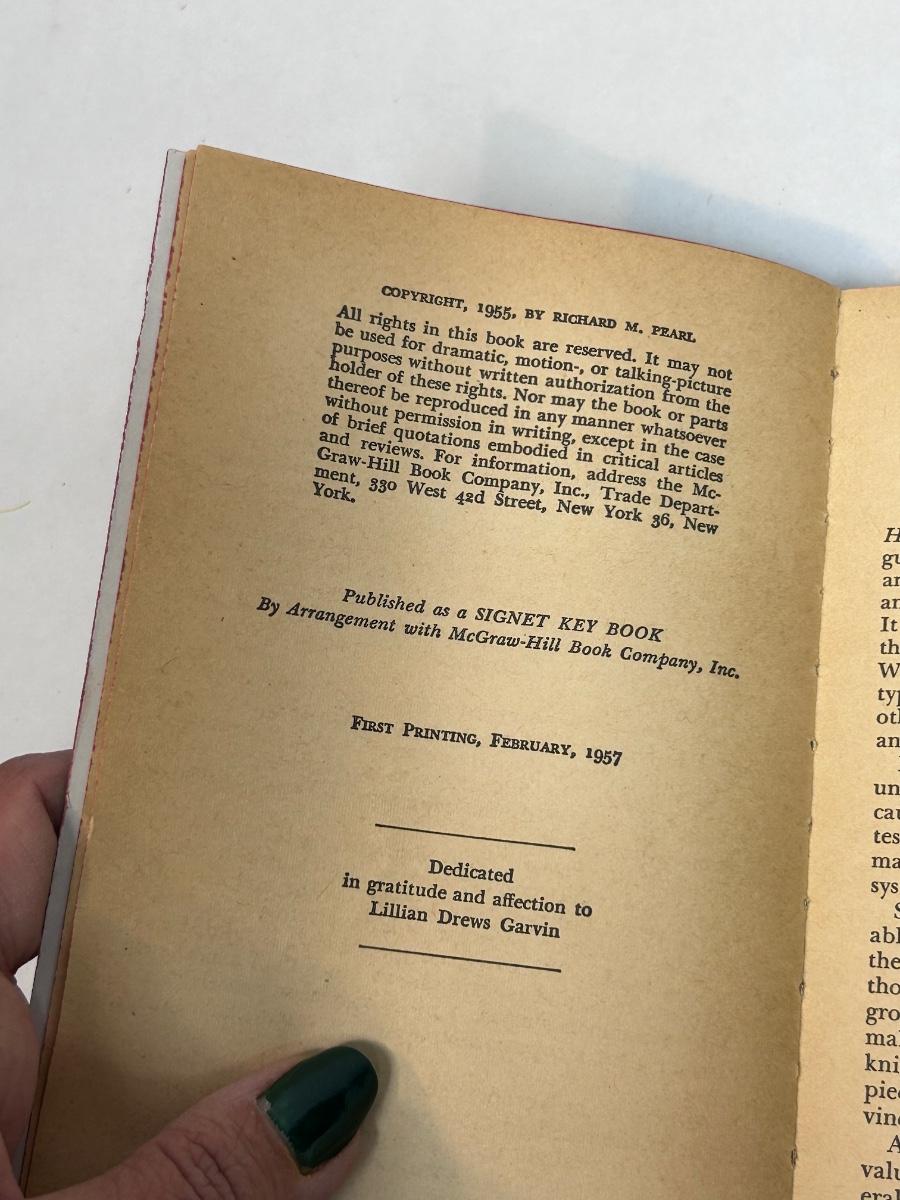 COPYRIGHT, 1955, BY RICHARD M. PEARL
All rights in this book are reserved. It may not
be used for dramatic, motion-, or talking-picture
purposes without written authorization from the
holder of these rights. Nor may the book or parts
thereof be reproduced in any manner whatsoever
without permission in writing, except in the case
of brief quotations embodied in critical articles
and reviews. For information, address the Mc-
Graw-Hill Book Company, Inc., Trade Depart-
ment, 330 West 42d Street, New York 36, New
York.
Published as a SIGNET KEY BOOK
By Arrangement with McGraw-Hill Book Company, Inc.
FIRST PRINTING, FEBRUARY, 1957
Dedicated
in gratitude and affection to
Lillian Drews Garvin
It